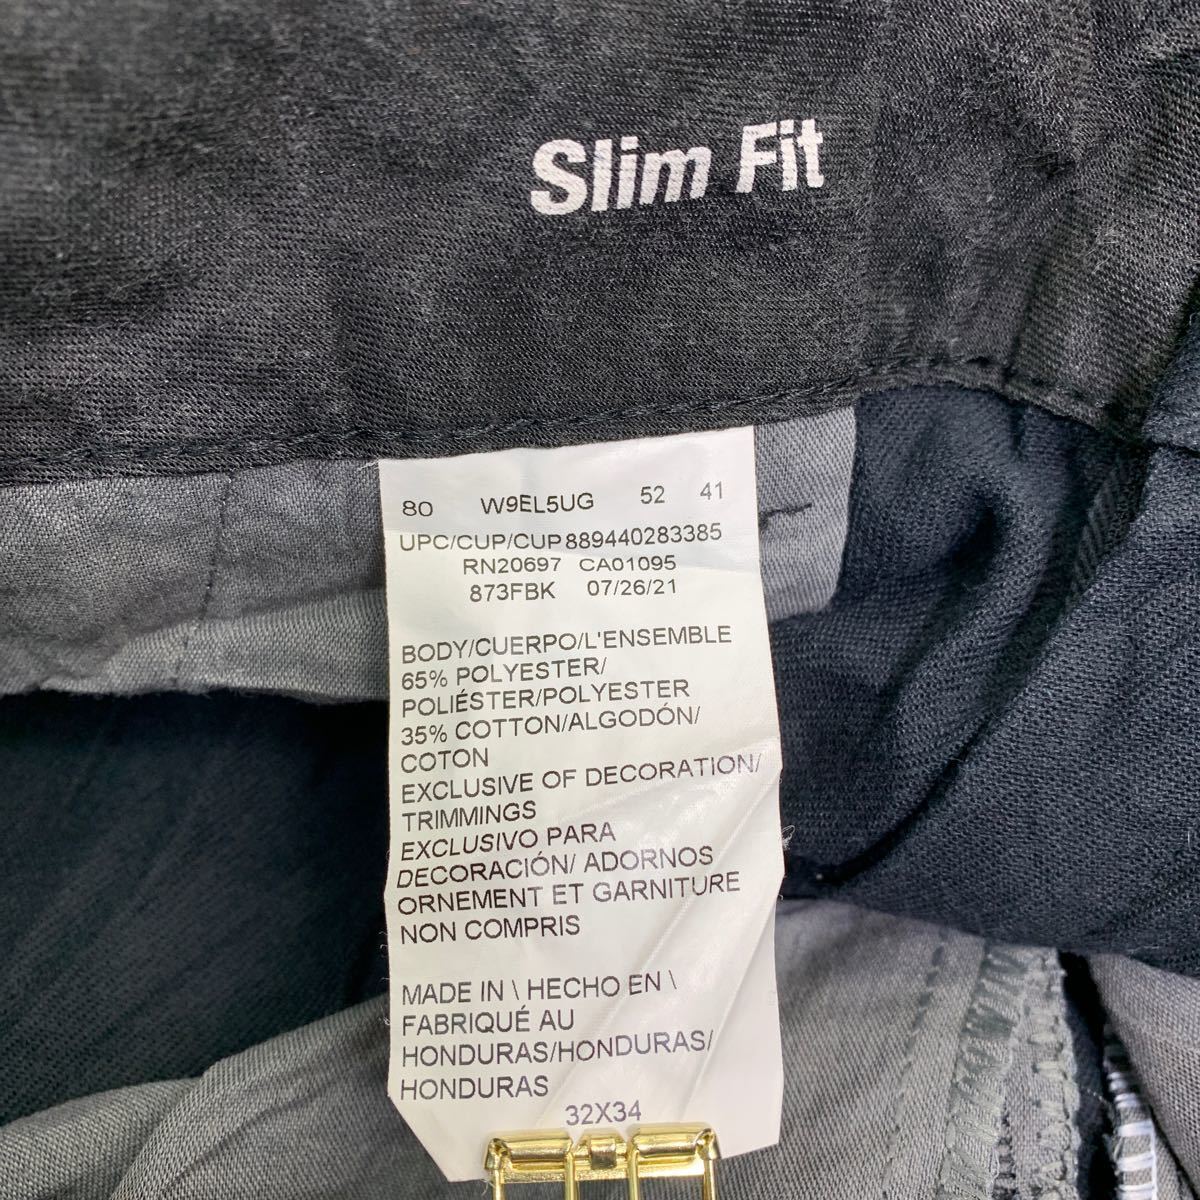 Slim Fit
80 W9EL5UG 52 41
UPC/CUP/CUP 889440283385
RN20697 CA01095
873FBK 07/26/21
BODY/CUERPO/L'ENSEMBLE
65% POLYESTER/
POLIÉSTER/POLYESTER
35% COTTON/ALGODÓN/
COTON
EXCLUSIVE OF DECORATION/
TRIMMINGS
EXCLUSIVO PARA
DECORACIÓN/ ADORNOS
ORNEMENT ET GARNITURE
NON COMPRIS
MADE IN \ HECHO EN \
FABRIQUÉ AU
HONDURAS/HONDURAS/
HONDURAS
32X34